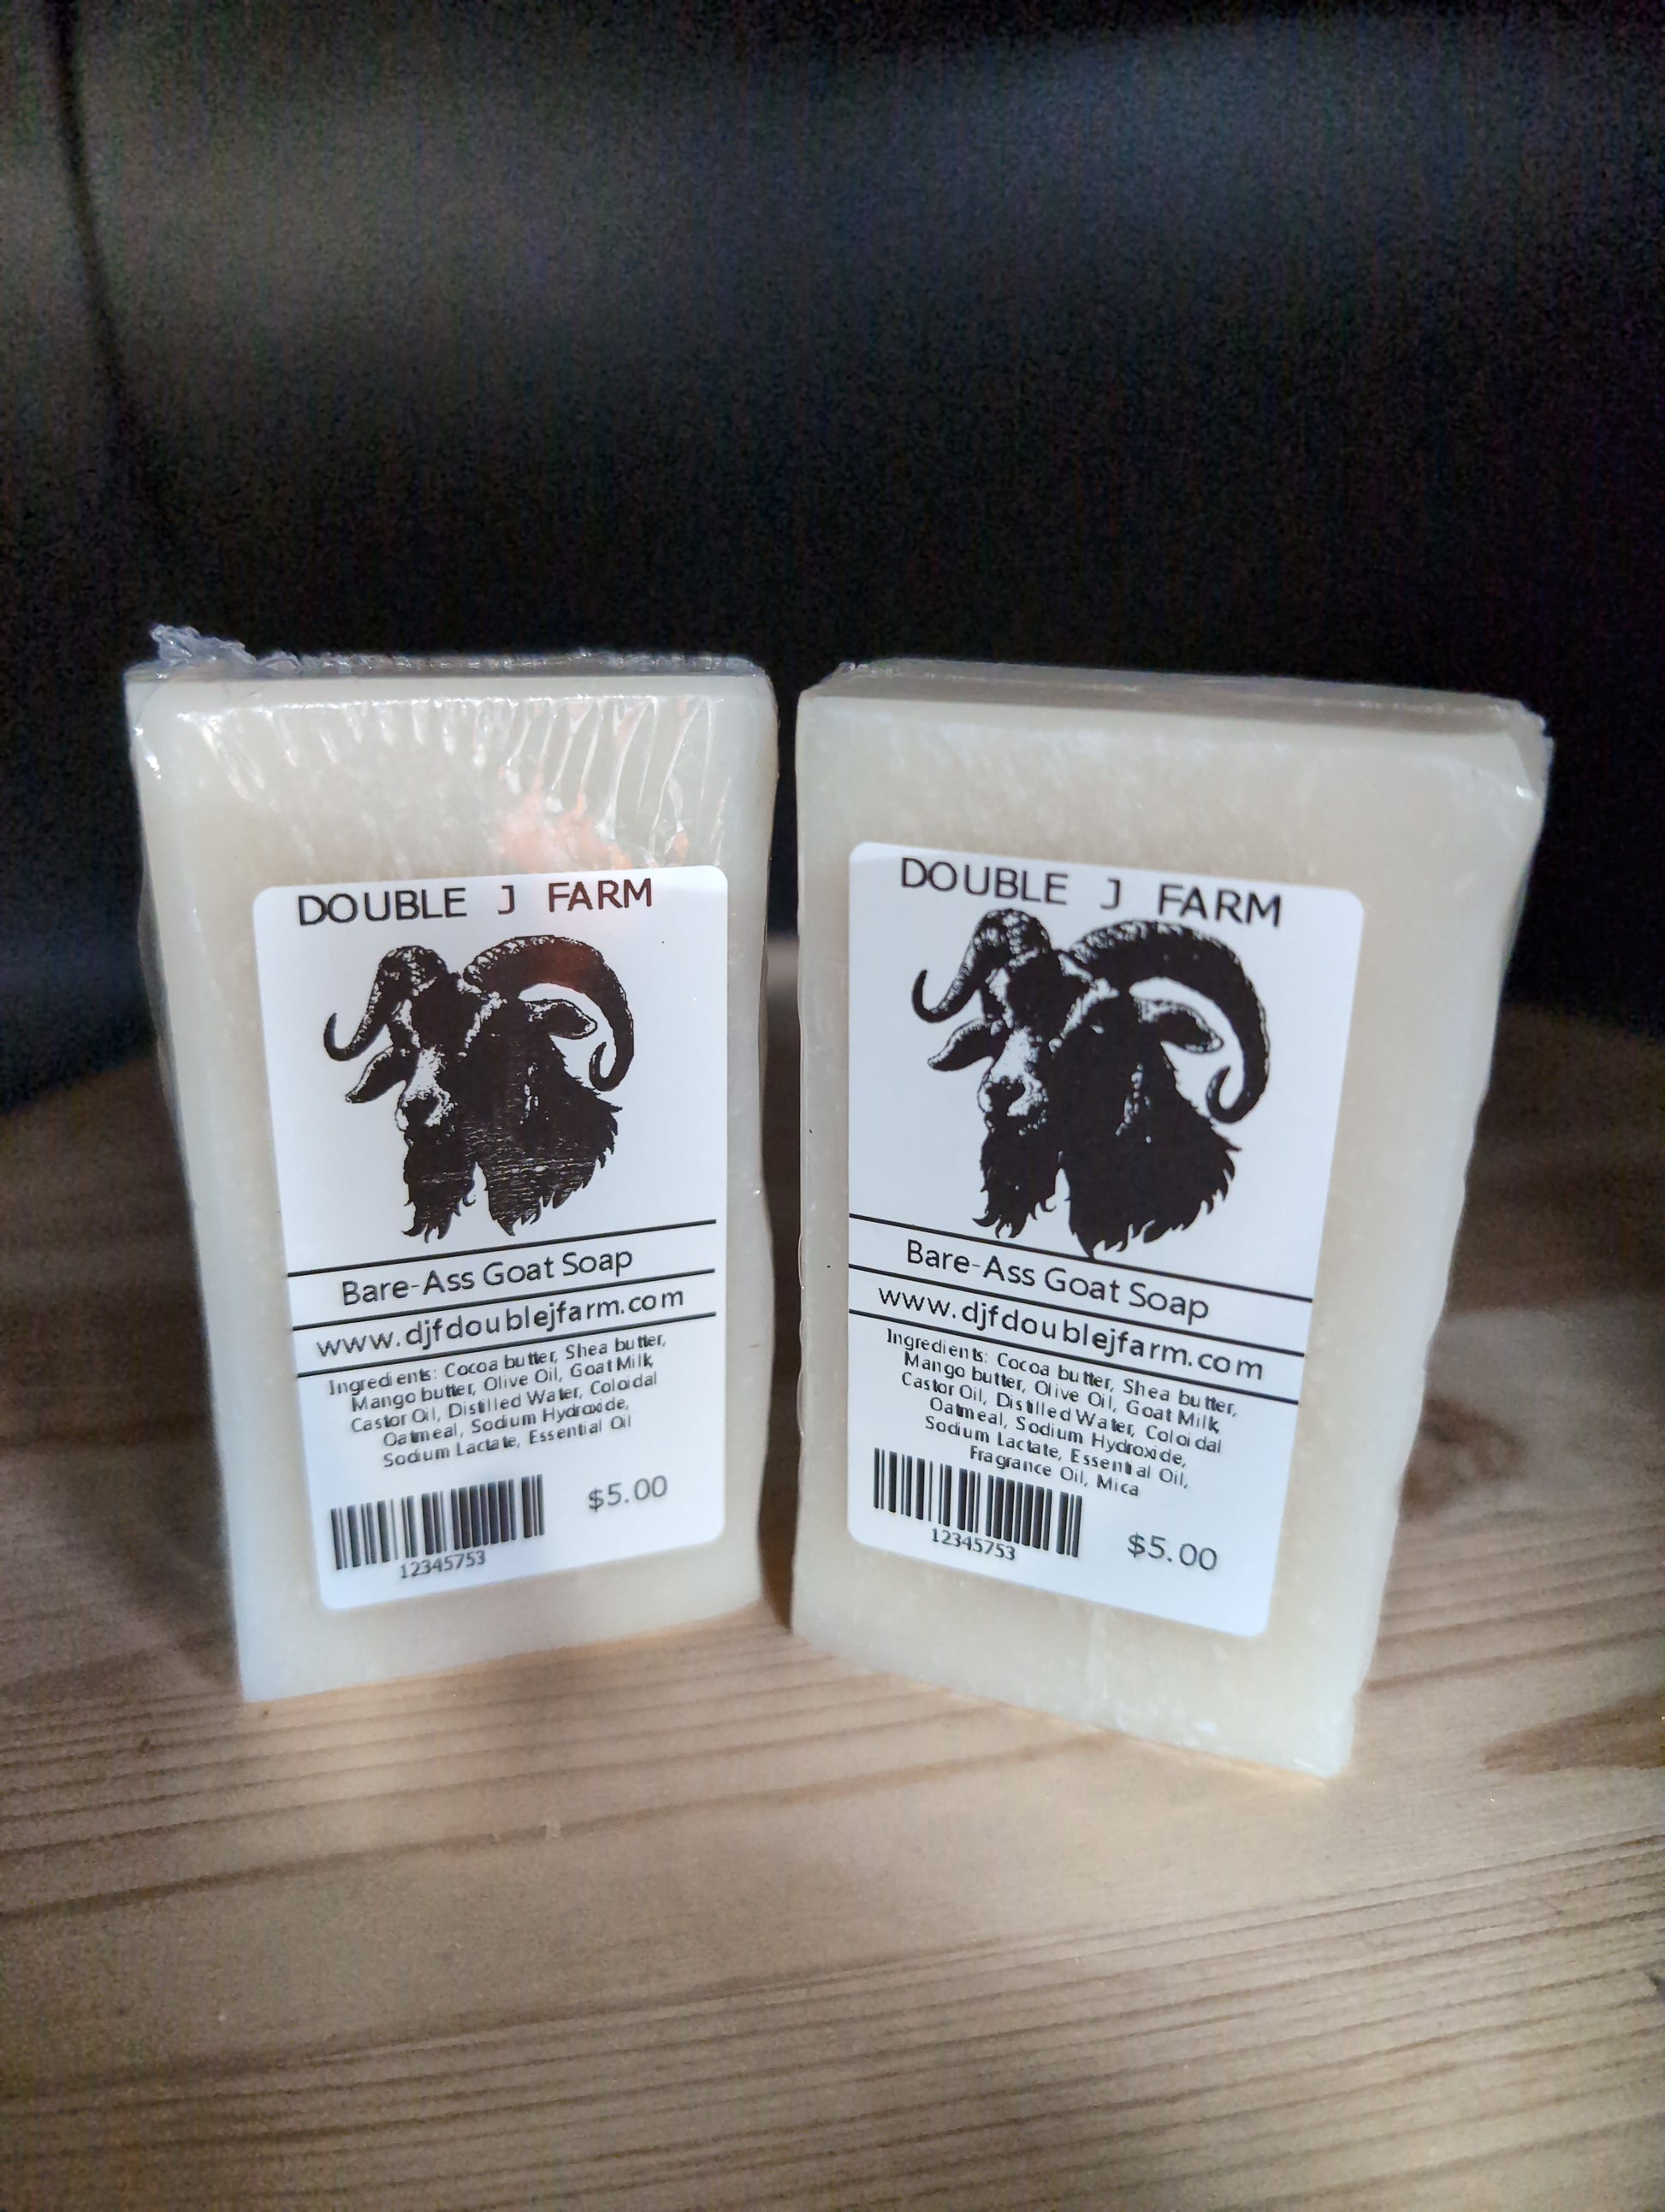 DOUBLE J FARM
Bare-Ass Goat Soap
www.djfdoublejfarm.com
Ingredients: Cocoa butter, Shea butter,
Mango butter, Olive Oil, Goat Milk,
Castor Oil, Distilled Water, Coloidal
Oatmeal, Sodium Hydroxide,
Sodium Lactate, Essential Oil
12345753
$5.00
DOUBLE J FARM
Bare-Ass Goat Soap
www.djfdoublejfarm.com
Ingredients: Cocoa butter, Shea butter,
Mango butter, Olive Oil, Goat Milk,
Castor Oil, Distilled Water, Coloidal
Oatmeal, Sodium Hydroxide,
Sodium Lactate, Essential Oil,
Fragrance Oil, Mica
12345753
$5.00